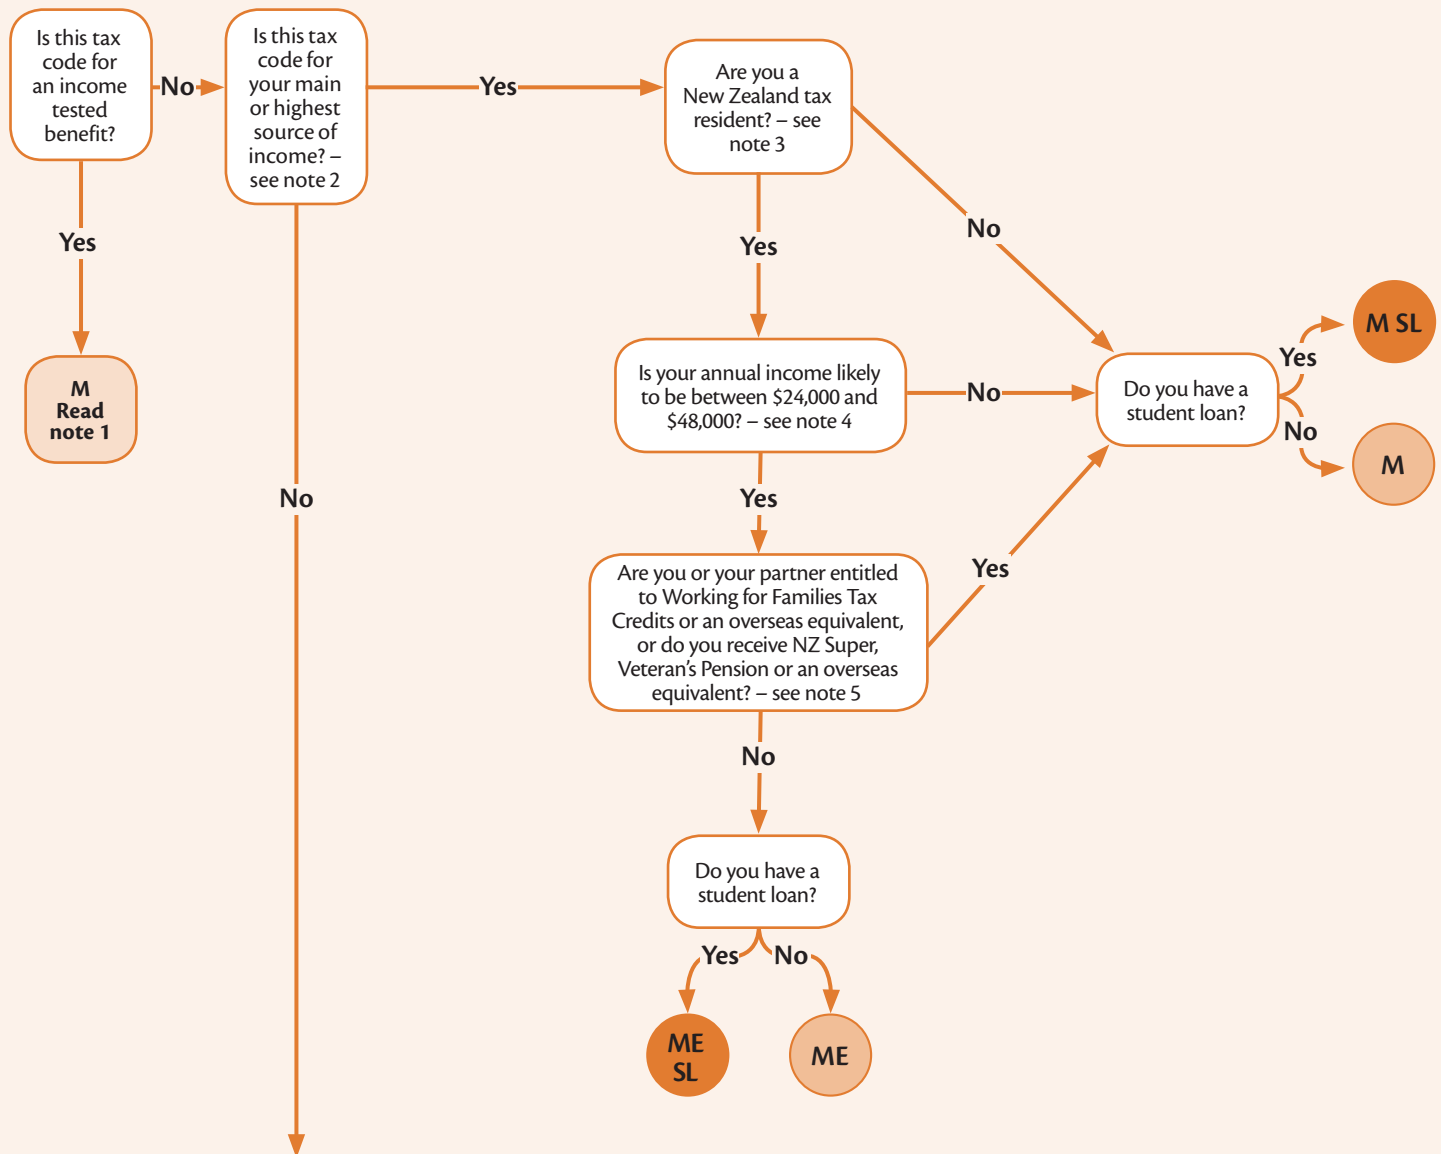 Is this tax
code for
an income
tested
benefit?
No
Is this tax
code for
your main
or highest
source of
income? –
see note 2
Yes
Are you a
New Zealand tax
resident? – see
note 3
Yes
Yes
No
M
Read
note 1
No
Is your annual income likely
to be between $24,000 and
$48,000? – see note 4
No
Do you have a
student loan?
Yes
M SL
No
M
Yes
Are you or your partner entitled
to Working for Families Tax
Credits or an overseas equivalent,
or do you receive NZ Super,
Veteran's Pension or an overseas
equivalent? – see note 5
Yes
No
Do you have a
student loan?
Yes
No
ME
SL
ME